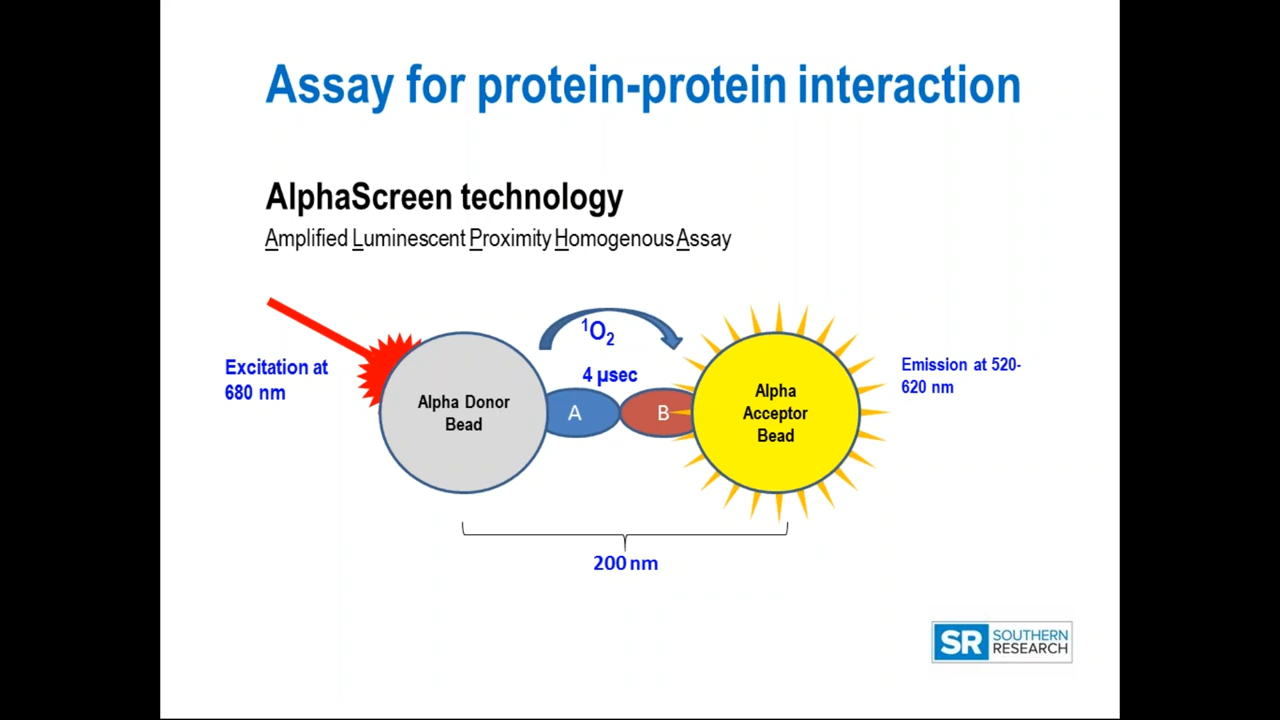 Assay for protein-protein interaction
AlphaScreen technology
Amplified Luminescent Proximity Homogenous Assay
¹O₂
4 µsec
Excitation at
680 nm
Alpha Donor
Bead
A
B
Alpha
Acceptor
Bead
Emission at 520-
620 nm
200 nm
SR SOUTHERN
RESEARCH